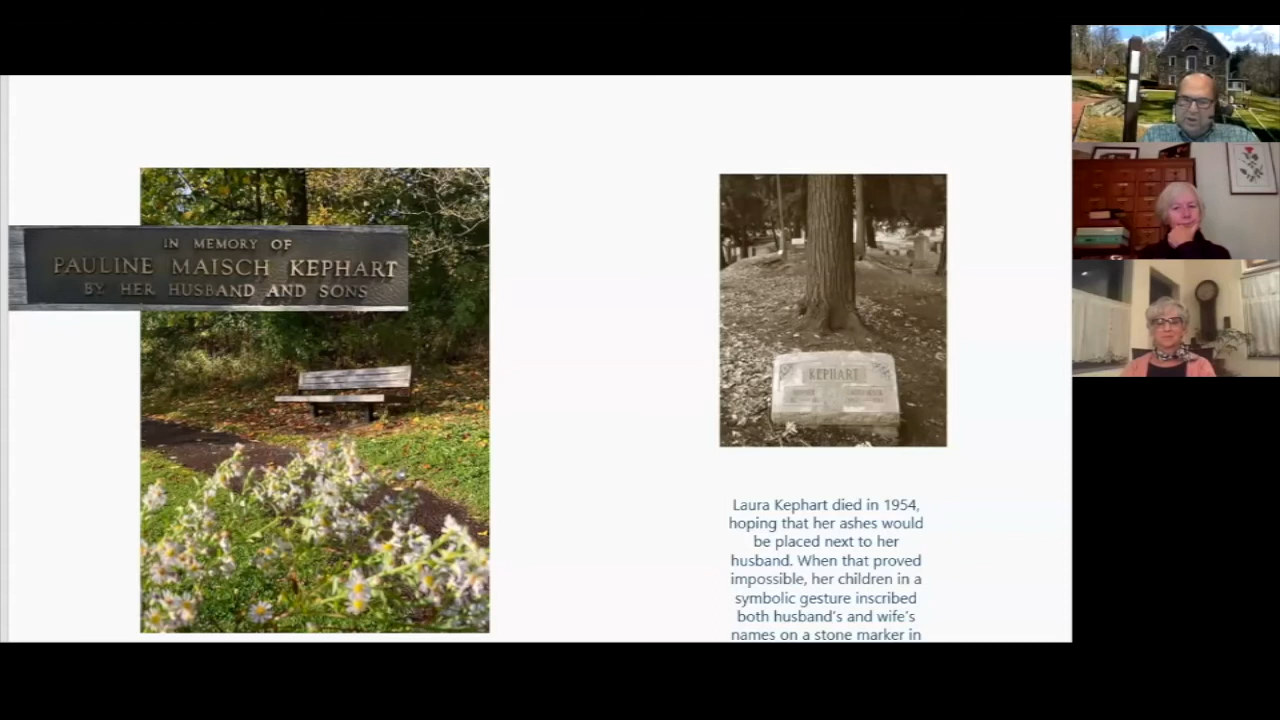 IN MEMORY OF
PAULINE MAISCH KEPHART
BY HER HUSBAND AND SONS
KEPHART
Laura Kephart died in 1954,
hoping that her ashes would
be placed next to her
husband. When that proved
impossible, her children in a
symbolic gesture inscribed
both husband's and wife's
names on a stone marker in